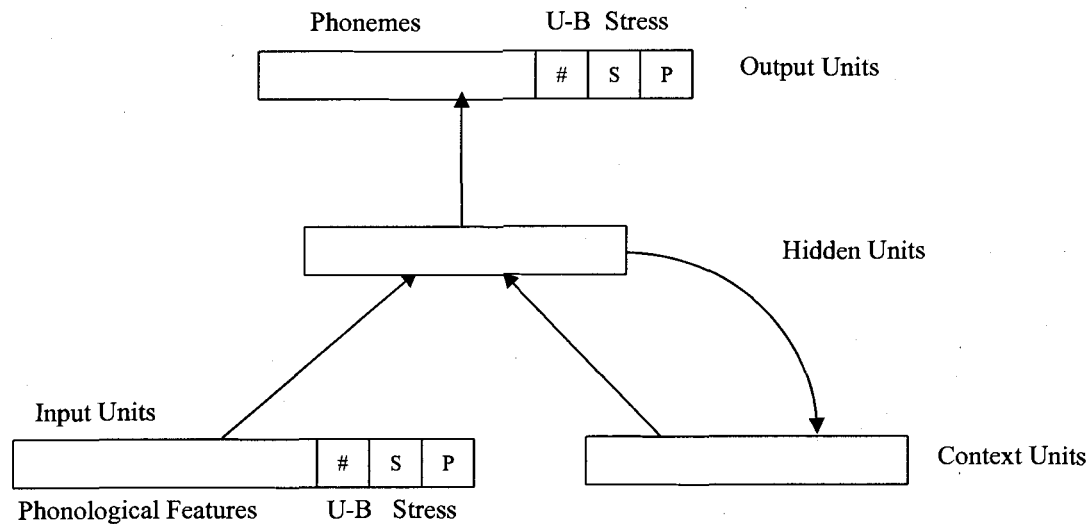 Phonemes U-B Stress
# S P Output Units
Hidden Units
Input Units
# S P Context Units
Phonological Features U-B Stress